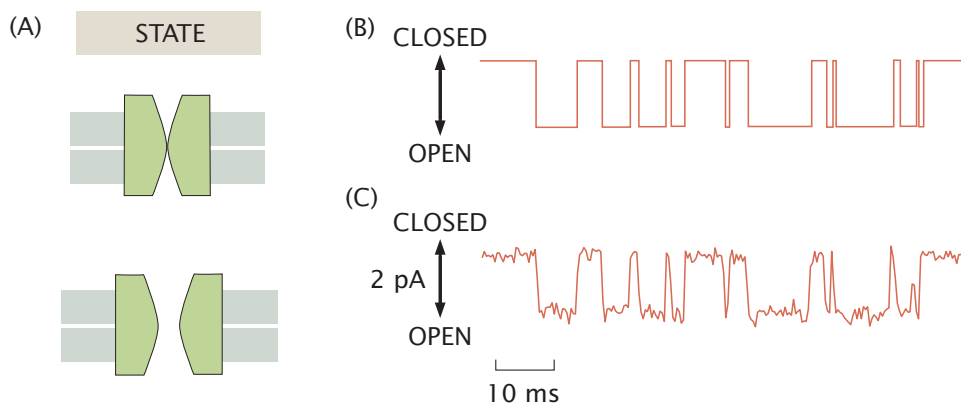 (A)
STATE
(B)
CLOSED
OPEN
(C)
CLOSED
2 pA
OPEN
10 ms